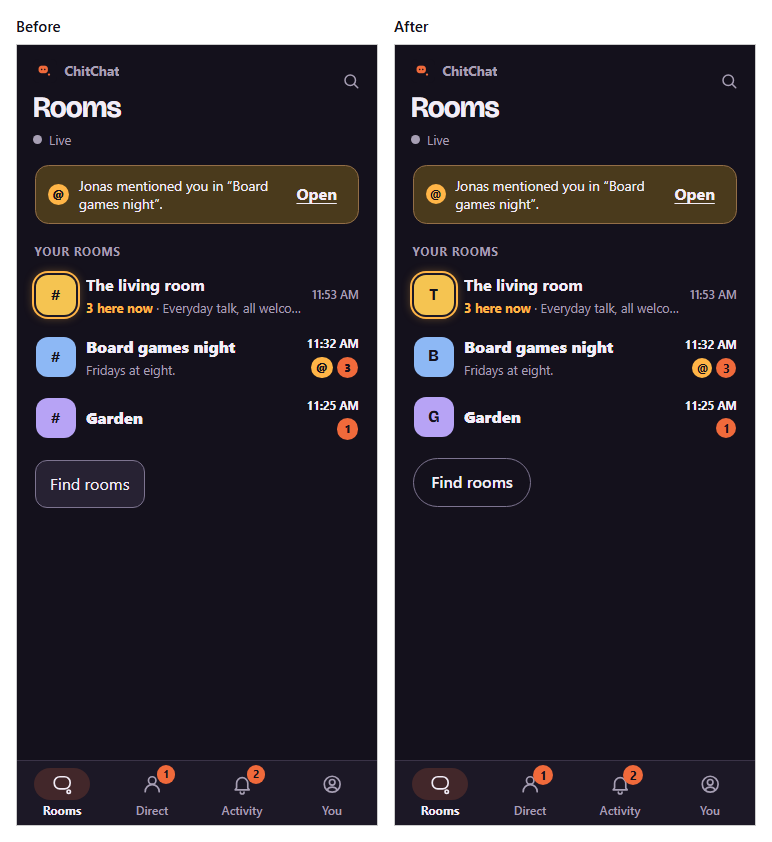 Before
ChitChat
Rooms
Live
@
Jonas mentioned you in “Board
games night”.
Open
YOUR ROOMS
#
The living room
11:53 AM
3 here now · Everyday talk, all welco...
#
Board games night
11:32 AM
Fridays at eight.
@ 3
#
Garden
11:25 AM
1
Find rooms
1
2
Rooms
Direct
Activity
You
After
ChitChat
Rooms
Live
@
Jonas mentioned you in “Board
games night”.
Open
YOUR ROOMS
T
The living room
11:53 AM
3 here now · Everyday talk, all welco...
B
Board games night
11:32 AM
Fridays at eight.
@ 3
G
Garden
11:25 AM
1
Find rooms
1
2
Rooms
Direct
Activity
You